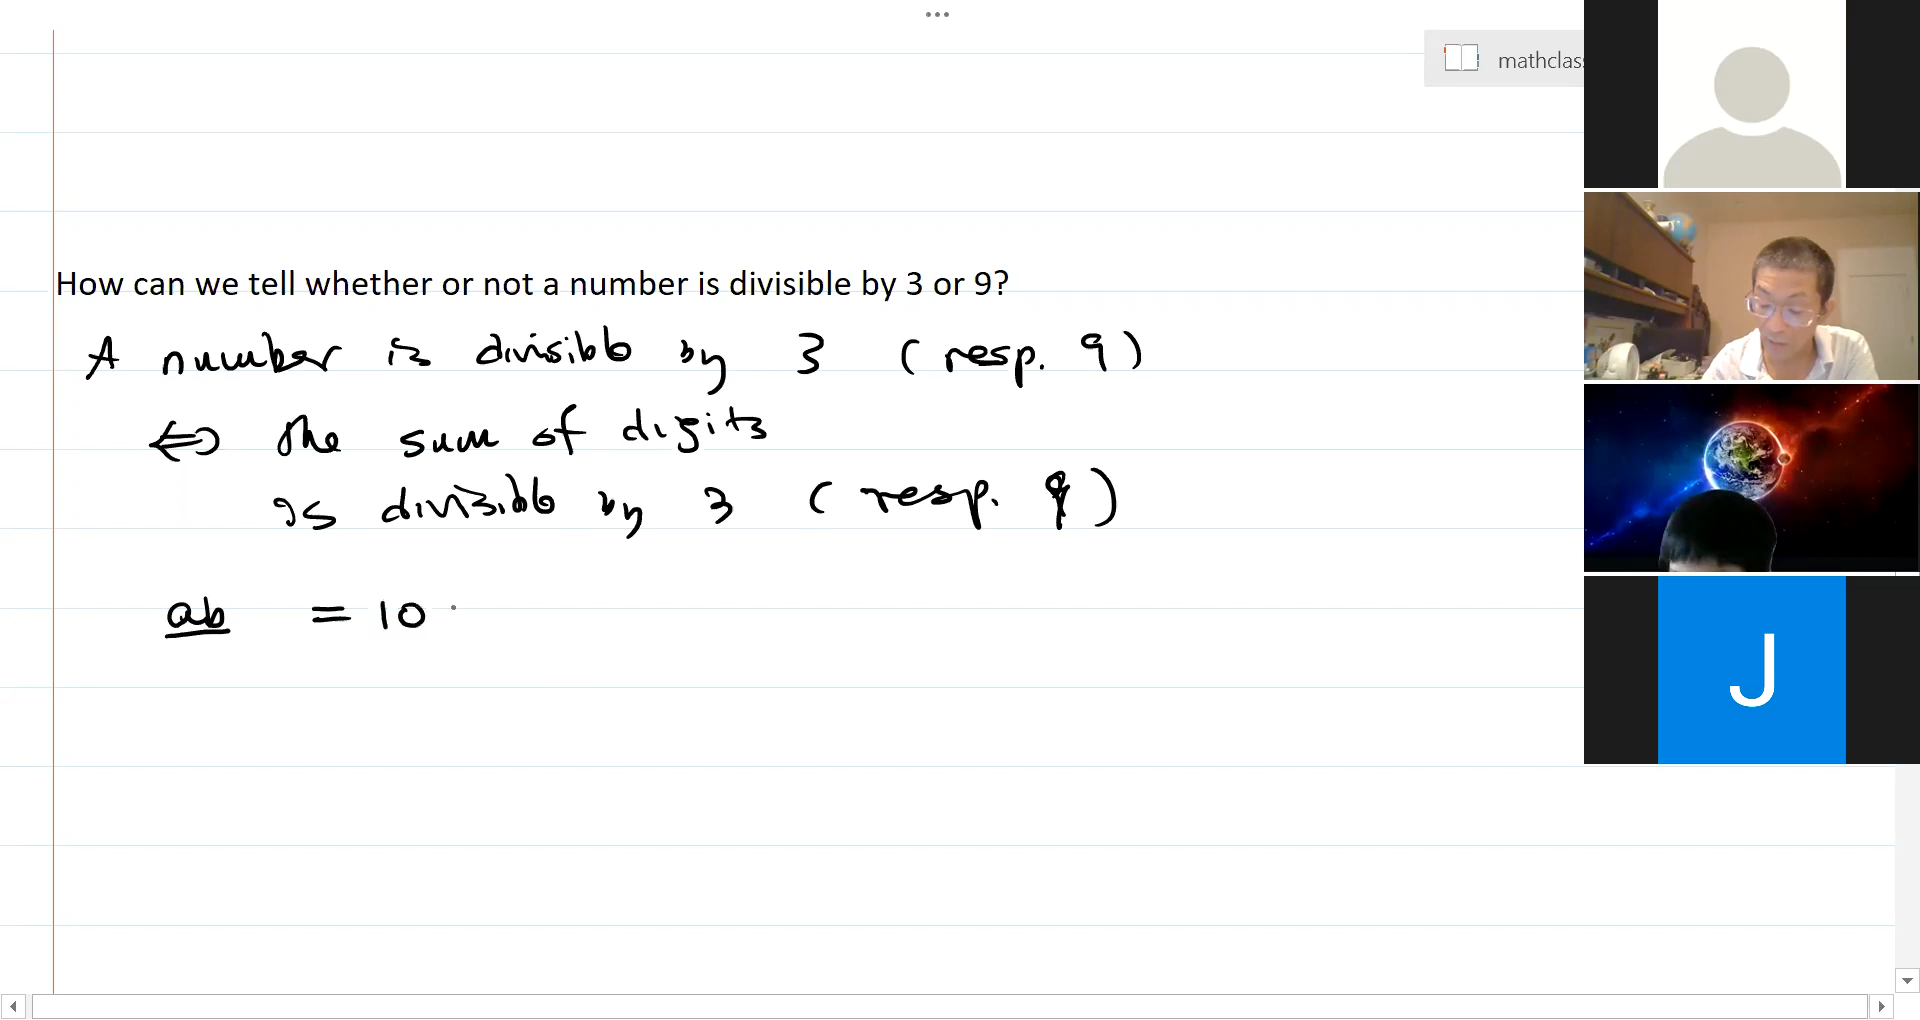 mathclas
How can we tell whether or not a number is divisible by 3 or 9?
A number is divisible by 3 (resp. 9)
⇔ the sum of digits
is divisible by 3 (resp. 9)
ab = 10 ·
J